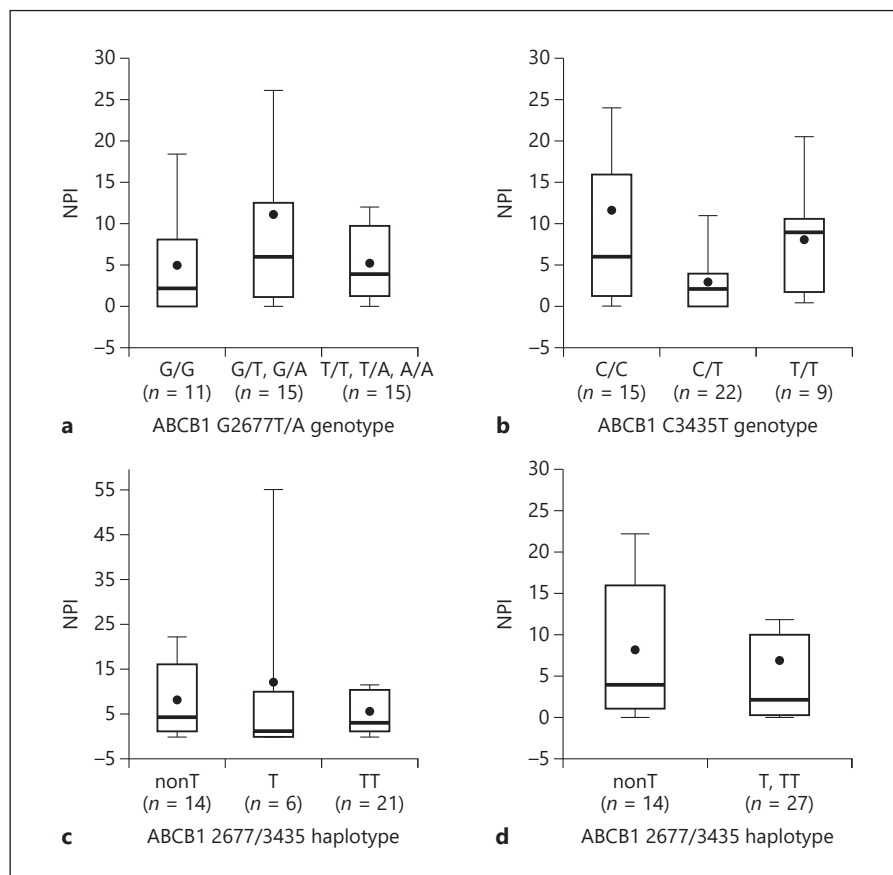 30
25
20
15
10
5
0
–5
NPI
G/G
(n = 11)
G/T, G/A
(n = 15)
T/T, T/A, A/A
(n = 15)
a ABCB1 G2677T/A genotype
30
25
20
15
10
5
0
–5
NPI
C/C
(n = 15)
C/T
(n = 22)
T/T
(n = 9)
b ABCB1 C3435T genotype
55
45
35
25
15
5
–5
NPI
nonT
(n = 14)
T
(n = 6)
TT
(n = 21)
c ABCB1 2677/3435 haplotype
30
25
20
15
10
5
0
–5
NPI
nonT
(n = 14)
T, TT
(n = 27)
d ABCB1 2677/3435 haplotype